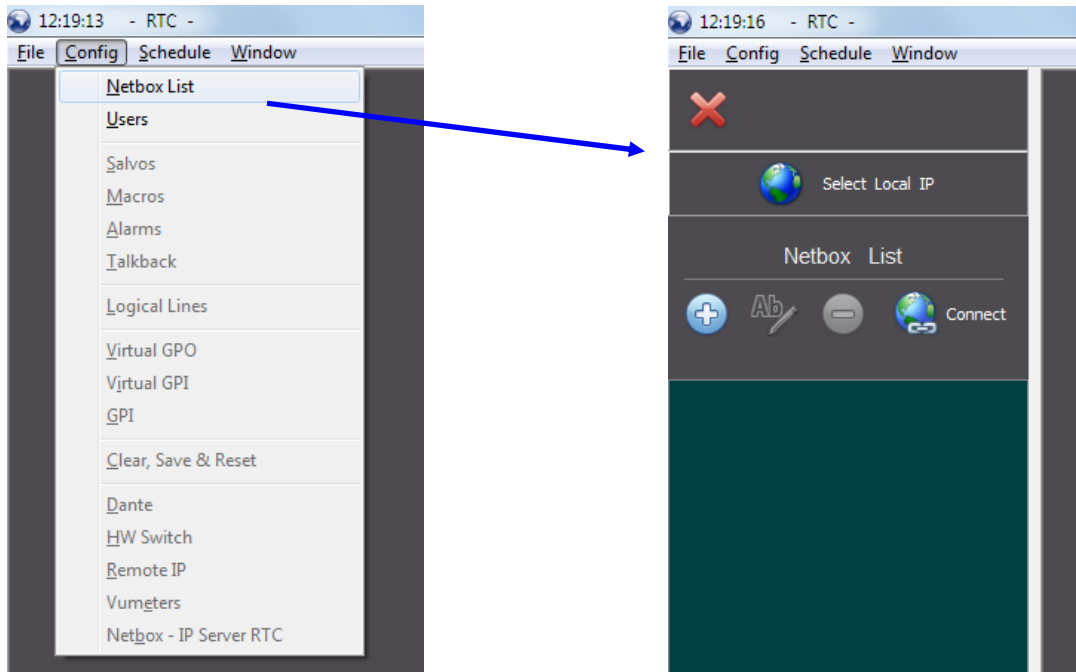 12:19:13 - RTC -
File Config Schedule Window
Netbox List
Users
Salvos
Macros
Alarms
Talkback
Logical Lines
Virtual GPO
Virtual GPI
GPI
Clear, Save & Reset
Dante
HW Switch
Remote IP
Vumeters
Netbox - IP Server RTC
12:19:16 - RTC -
File Config Schedule Window
Select Local IP
Netbox List
Ab
Connect